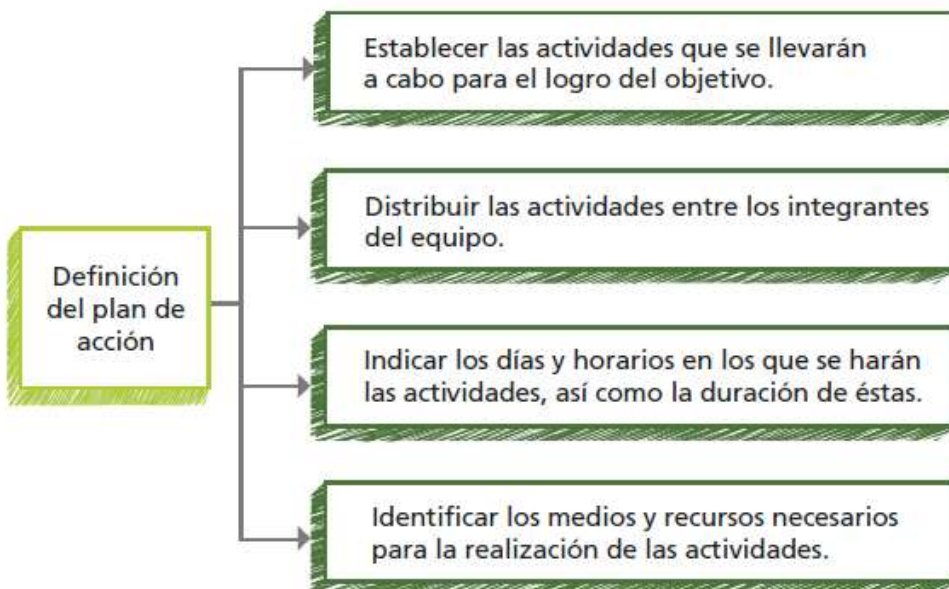 Definición
del plan de
acción
Establecer las actividades que se llevarán
a cabo para el logro del objetivo.
Distribuir las actividades entre los integrantes
del equipo.
Indicar los días y horarios en los que se harán
las actividades, así como la duración de éstas.
Identificar los medios y recursos necesarios
para la realización de las actividades.